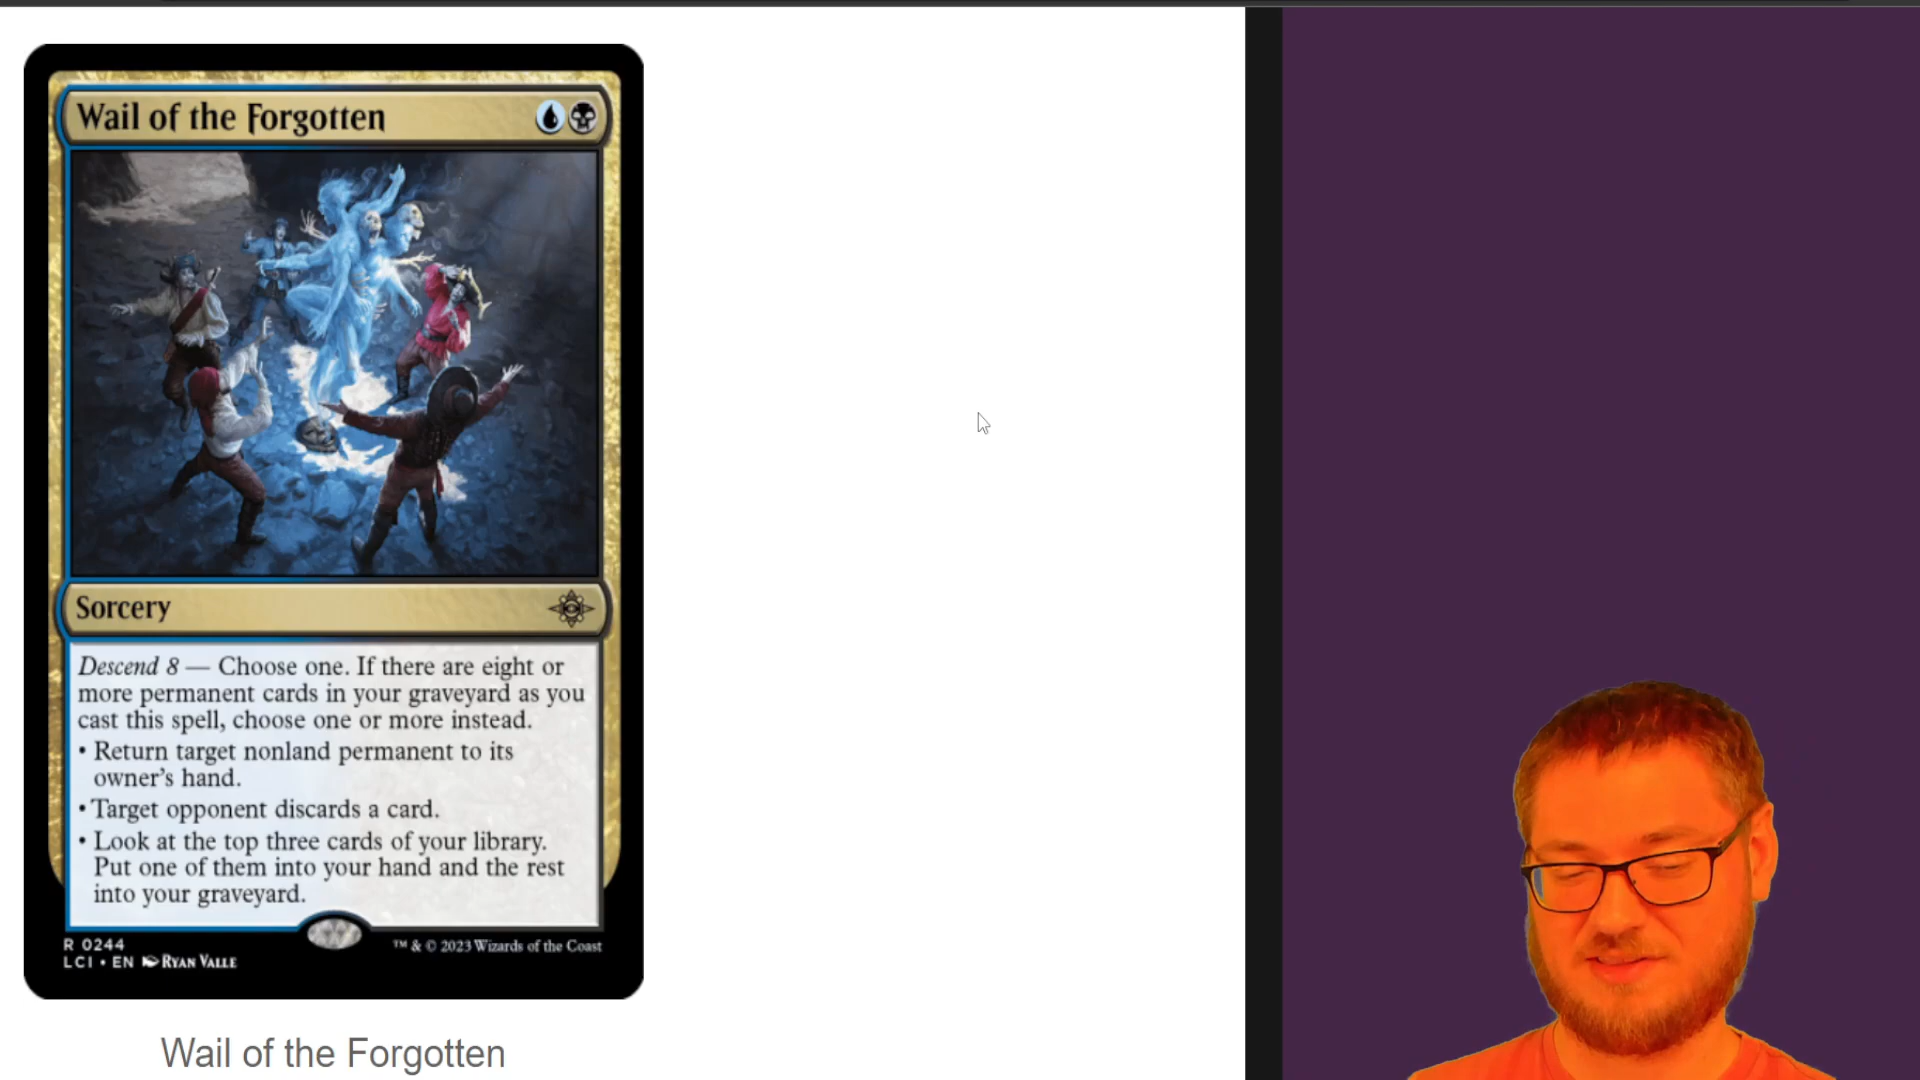 Wail of the Forgotten
Sorcery
Descend 8 — Choose one. If there are eight or
more permanent cards in your graveyard as you
cast this spell, choose one or more instead.
• Return target nonland permanent to its
owner's hand.
• Target opponent discards a card.
• Look at the top three cards of your library.
Put one of them into your hand and the rest
into your graveyard.
R 0244
LCI • EN RYAN VALLE
™ & © 2023 Wizards of the Coast
Wail of the Forgotten